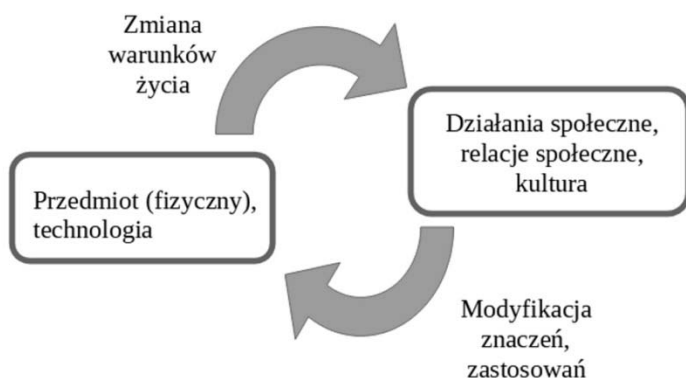 Zmiana
warunków
życia
Działania społeczne,
relacje społeczne,
kultura
Przedmiot (fizyczny),
technologia
Modyfikacja
znaczeń,
zastosowań